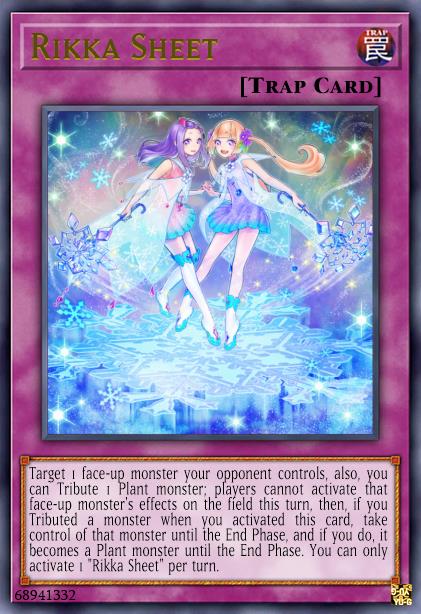 Rikka Sheet
TRAP
罠
[Trap Card]
Target 1 face-up monster your opponent controls, also, you
can Tribute 1 Plant monster; players cannot activate that
face-up monster's effects on the field this turn, then, if you
Tributed a monster when you activated this card, take
control of that monster until the End Phase, and if you do, it
becomes a Plant monster until the End Phase. You can only
activate 1 "Rikka Sheet" per turn.
68941332